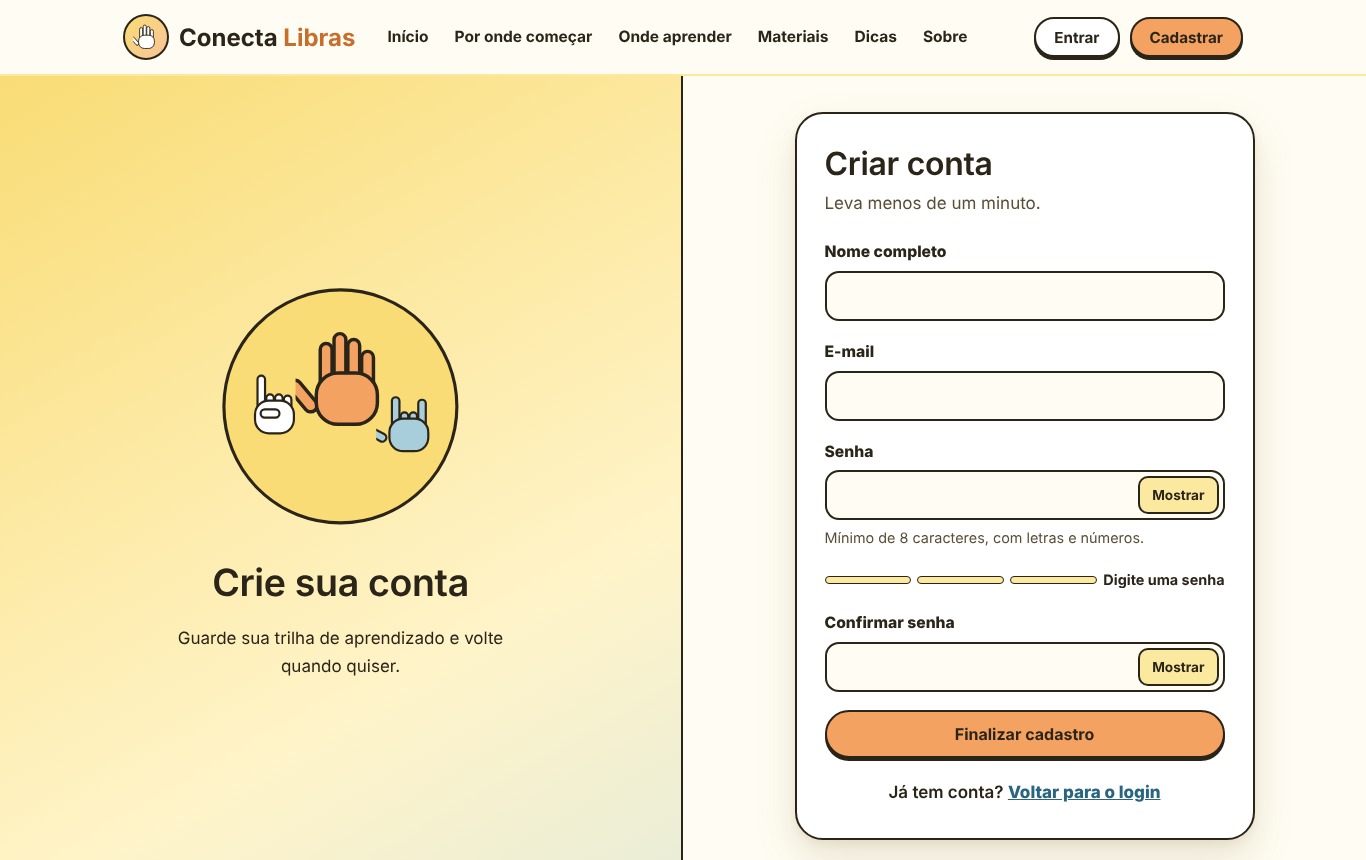 Conecta Libras
Início
Por onde começar
Onde aprender
Materiais
Dicas
Sobre
Entrar
Cadastrar
Crie sua conta
Guarde sua trilha de aprendizado e volte
quando quiser.
Criar conta
Leva menos de um minuto.
Nome completo
E-mail
Senha
Mostrar
Mínimo de 8 caracteres, com letras e números.
Digite uma senha
Confirmar senha
Mostrar
Finalizar cadastro
Já tem conta? Voltar para o login